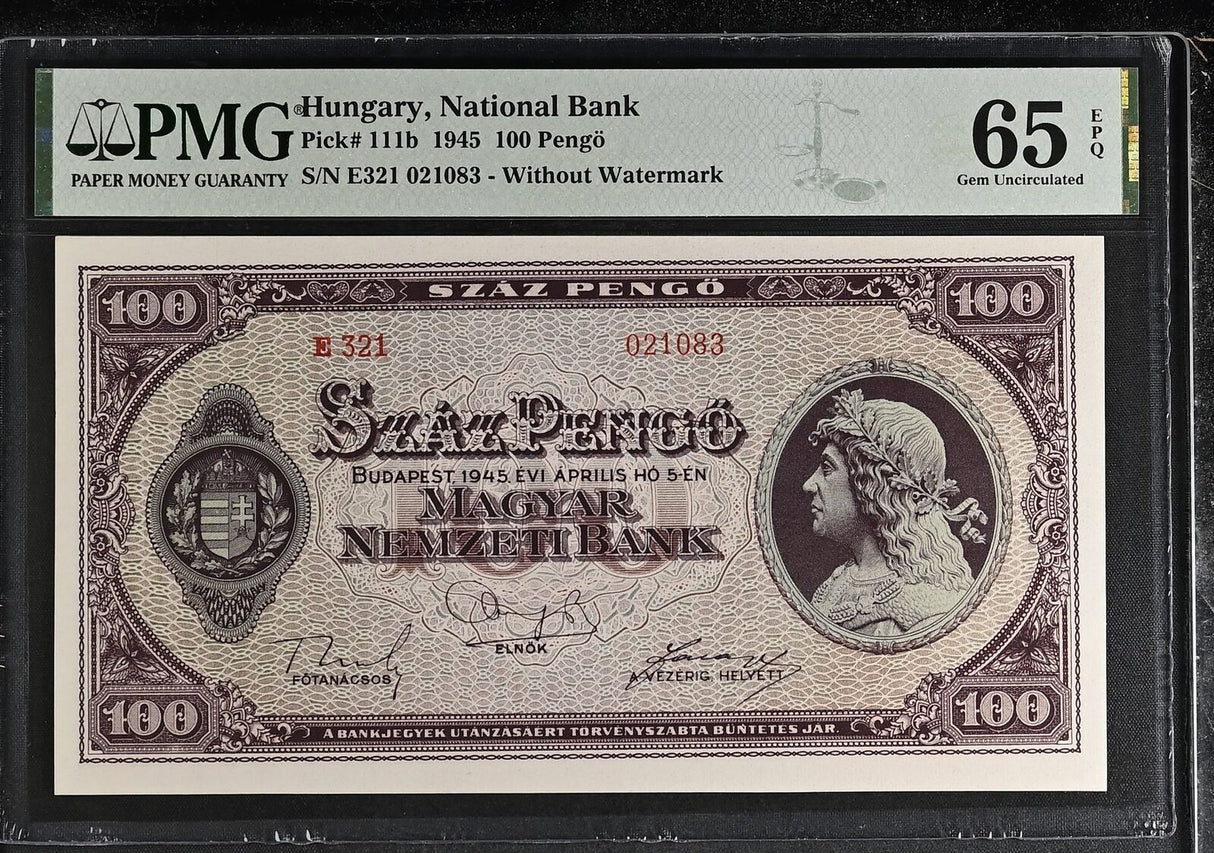 PMG®
PAPER MONEY GUARANTY
Hungary, National Bank
Pick# 111b 1945 100 Pengö
S/N E321 021083 - Without Watermark
65
EPQ
Gem Uncirculated
100
SZÁZ PENGŐ
100
E 321
021083
SZÁZ PENGŐ
BUDAPEST, 1945. ÉVI ÁPRILIS HÓ 5-ÉN
MAGYAR
NEMZETI BANK
ELNÖK
FŐTANÁCSOS
A VEZÉRIG. HELYETT
100
A BANKJEGYEK UTÁNZÁSÁÉRT TÖRVÉNYSZABTA BÜNTETÉS JÁR.
100